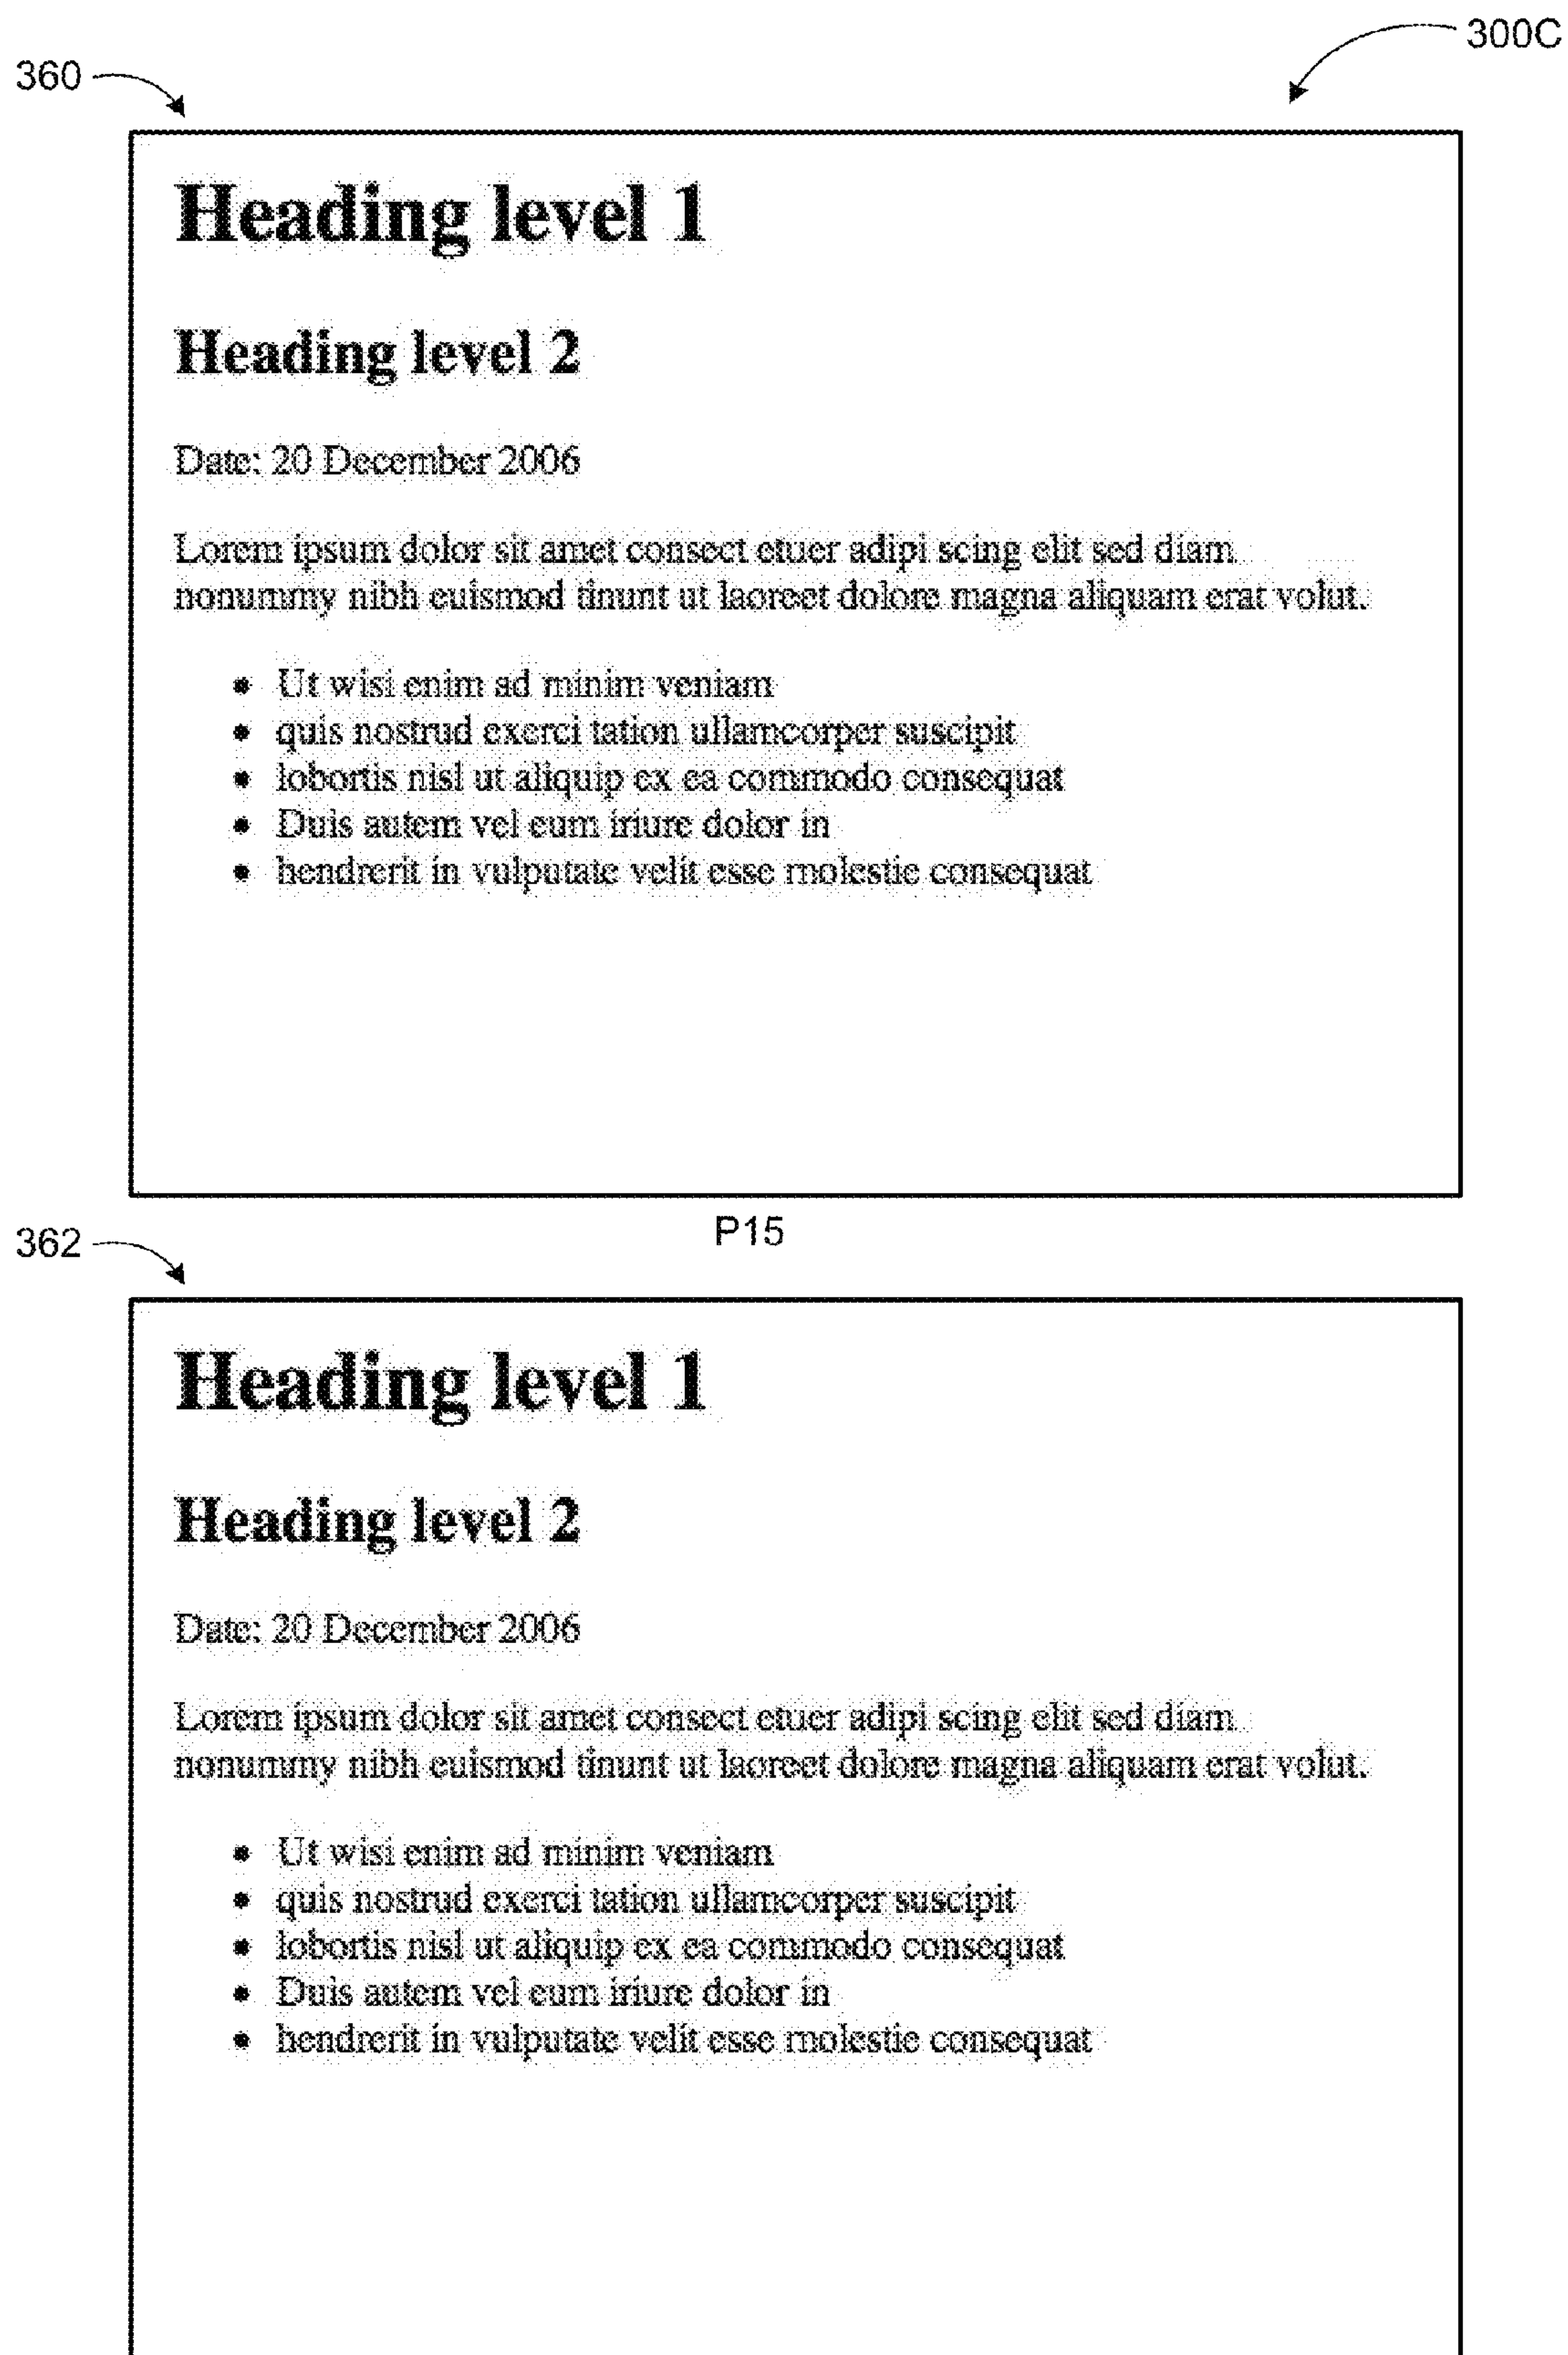 300C
360
Heading level 1
Heading level 2
Date: 20 December 2006
Lorem ipsum dolor sit amet consect etuer adipi scing elit sed diam
nonummy nibh euismod tinunt ut laoreet dolore magna aliquam erat volut.
• Ut wisi enim ad minim veniam
• quis nostrud exerci tation ullamcorper suscipit
• lobortis nisl ut aliquip ex ea commodo consequat
• Duis autem vel eum iriure dolor in
• hendrerit in vulputate velit esse molestie consequat
P15
362
Heading level 1
Heading level 2
Date: 20 December 2006
Lorem ipsum dolor sit amet consect etuer adipi scing elit sed diam
nonummy nibh euismod tinunt ut laoreet dolore magna aliquam erat volut.
• Ut wisi enim ad minim veniam
• quis nostrud exerci tation ullamcorper suscipit
• lobortis nisl ut aliquip ex ea commodo consequat
• Duis autem vel eum iriure dolor in
• hendrerit in vulputate velit esse molestie consequat